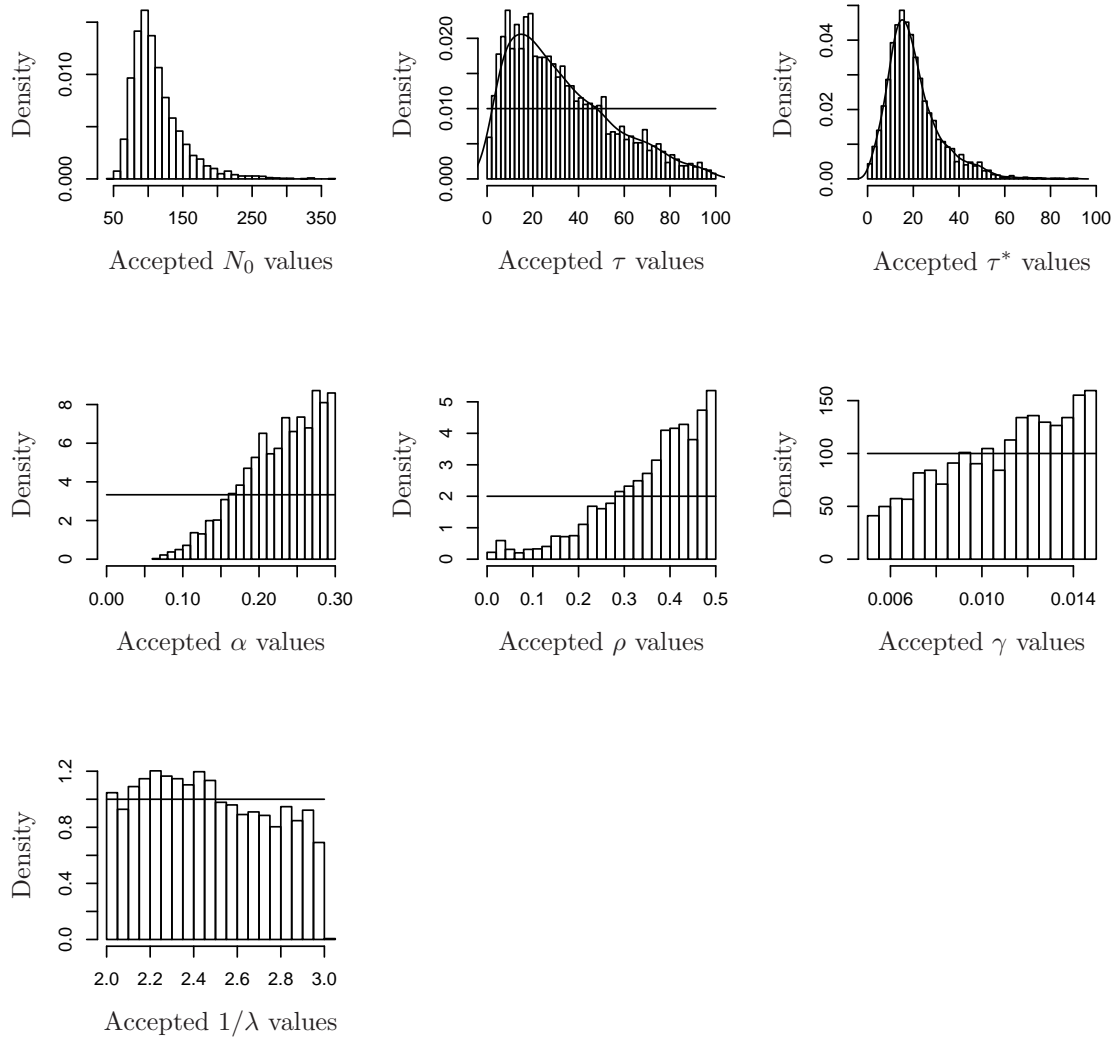 Density
0.000 0.010
50 150 250 350
Accepted N₀ values
Density
0.000 0.010 0.020
0 20 40 60 80 100
Accepted τ values
Density
0.00 0.02 0.04
0 20 40 60 80 100
Accepted τ* values
Density
0 2 4 6 8
0.00 0.10 0.20 0.30
Accepted α values
Density
0 1 2 3 4 5
0.0 0.1 0.2 0.3 0.4 0.5
Accepted ρ values
Density
0 50 100 150
0.006 0.010 0.014
Accepted γ values
Density
0.0 0.4 0.8 1.2
2.0 2.2 2.4 2.6 2.8 3.0
Accepted 1/λ values